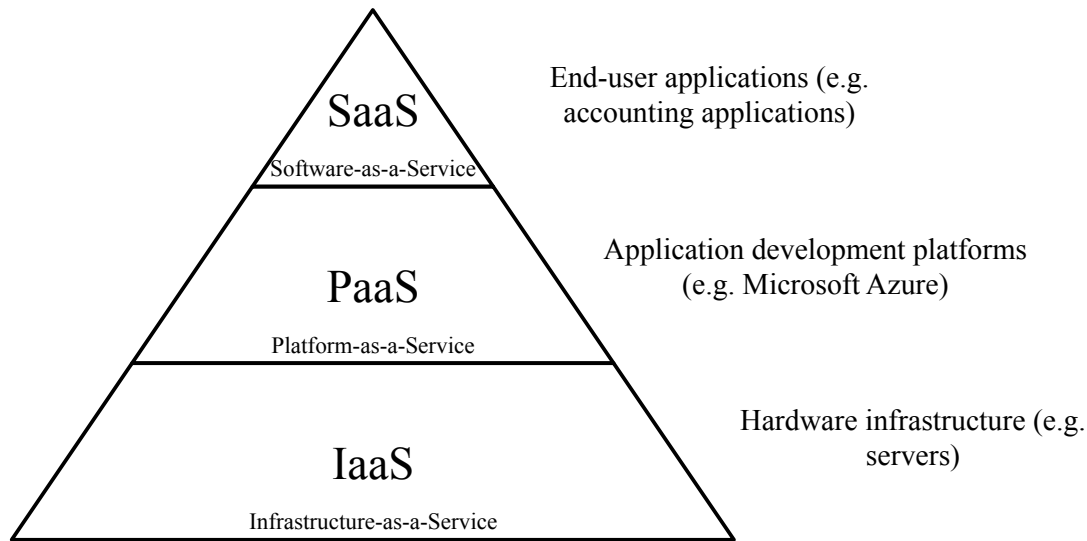 SaaS
Software-as-a-Service
End-user applications (e.g.
accounting applications)
PaaS
Platform-as-a-Service
Application development platforms
(e.g. Microsoft Azure)
IaaS
Infrastructure-as-a-Service
Hardware infrastructure (e.g.
servers)